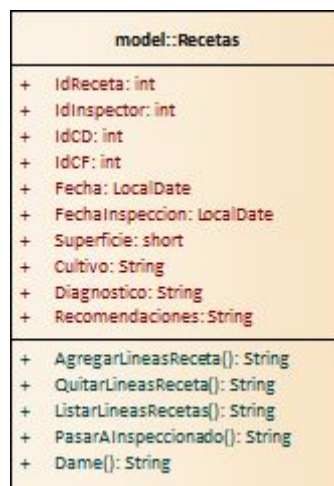 model::Recetas
+ IdReceta: int
+ IdInspector: int
+ IdCD: int
+ IdCF: int
+ Fecha: LocalDate
+ FechaInspeccion: LocalDate
+ Superficie: short
+ Cultivo: String
+ Diagnostico: String
+ Recomendaciones: String
+ AgregarLineasReceta(): String
+ QuitarLineasReceta(): String
+ ListarLineasRecetas(): String
+ PasarAInspeccionado(): String
+ Dame(): String